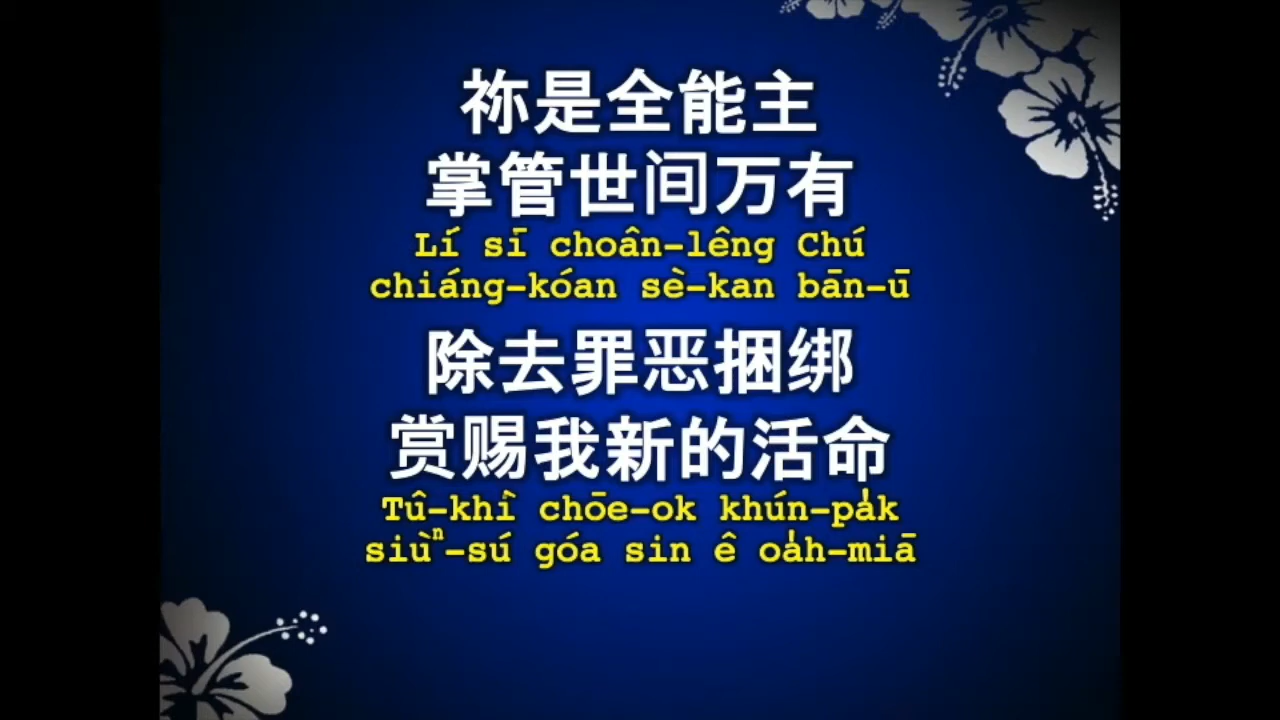 祢是全能主
掌管世间万有
Lí sī choân-lêng Chú
chiáng-kóan sè-kan bān-ū
除去罪恶捆绑
赏赐我新的活命
Tû-khì chōe-ok khún-pa̍k
siùⁿ-sú góa sin ê oa̍h-miā